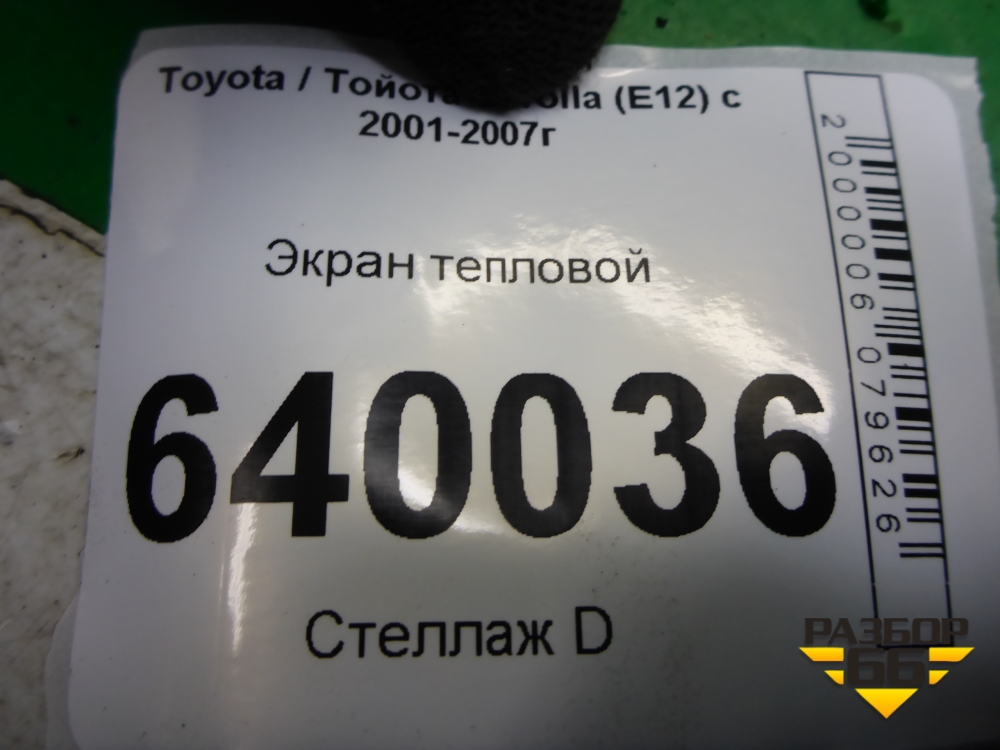 Toyota / Тойота (E12) с
2001-2007г
Экран тепловой
640036
Стеллаж D
2000006079626
РАЗБОР
66